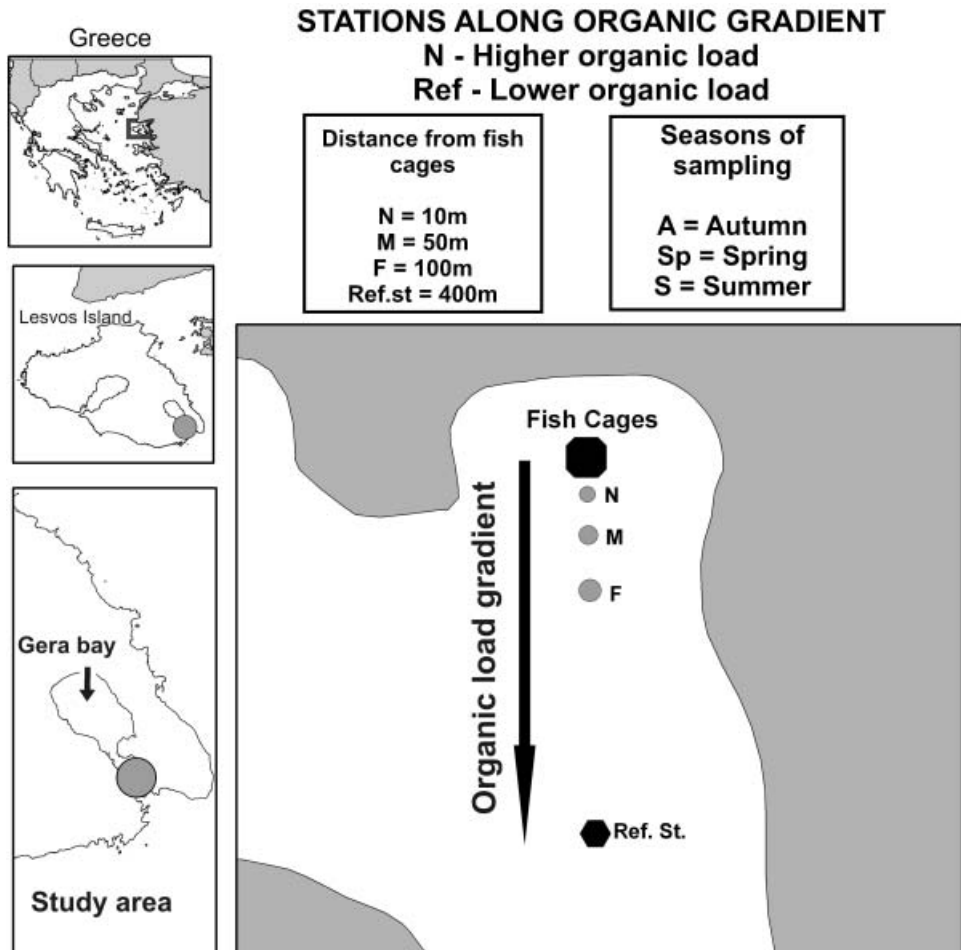 STATIONS ALONG ORGANIC GRADIENT
N - Higher organic load
Ref - Lower organic load
Greece
Distance from fish
cages
N = 10m
M = 50m
F = 100m
Ref.st = 400m
Seasons of
sampling
A = Autumn
Sp = Spring
S = Summer
Lesvos Island
Gera bay
Study area
Fish Cages
N
M
F
Organic load gradient
Ref. St.